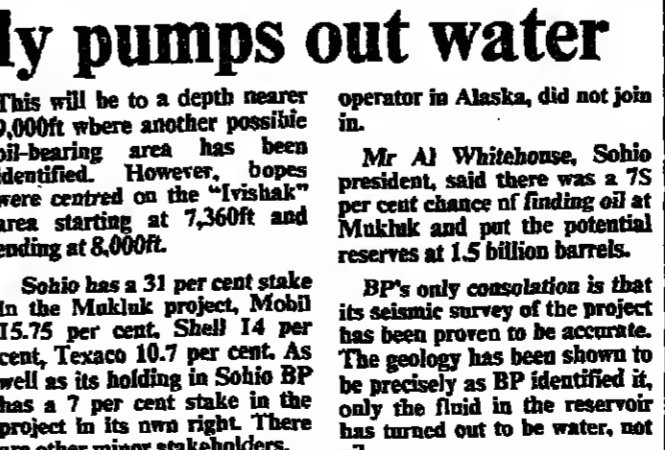 ly pumps out water
This will be to a depth nearer
9,000ft where another possible
oil-bearing area has been
identified. However, hopes
were centred on the "Ivishak"
area starting at 7,360ft and
ending at 8,000ft.
Sohio has a 31 per cent stake
in the Mukluk project, Mobil
15.75 per cent, Shell 14 per
cent, Texaco 10.7 per cent. As
well as its holding in Sohio BP
has a 7 per cent stake in the
project in its own right. There
are other minor stakeholders.
operator in Alaska, did not join
in.
Mr Al Whitehouse, Sohio
president, said there was a 75
per cent chance of finding oil at
Mukluk and put the potential
reserves at 1.5 billion barrels.
BP's only consolation is that
its seismic survey of the project
has been proven to be accurate.
The geology has been shown to
be precisely as BP identified it,
only the fluid in the reservoir
has turned out to be water, not